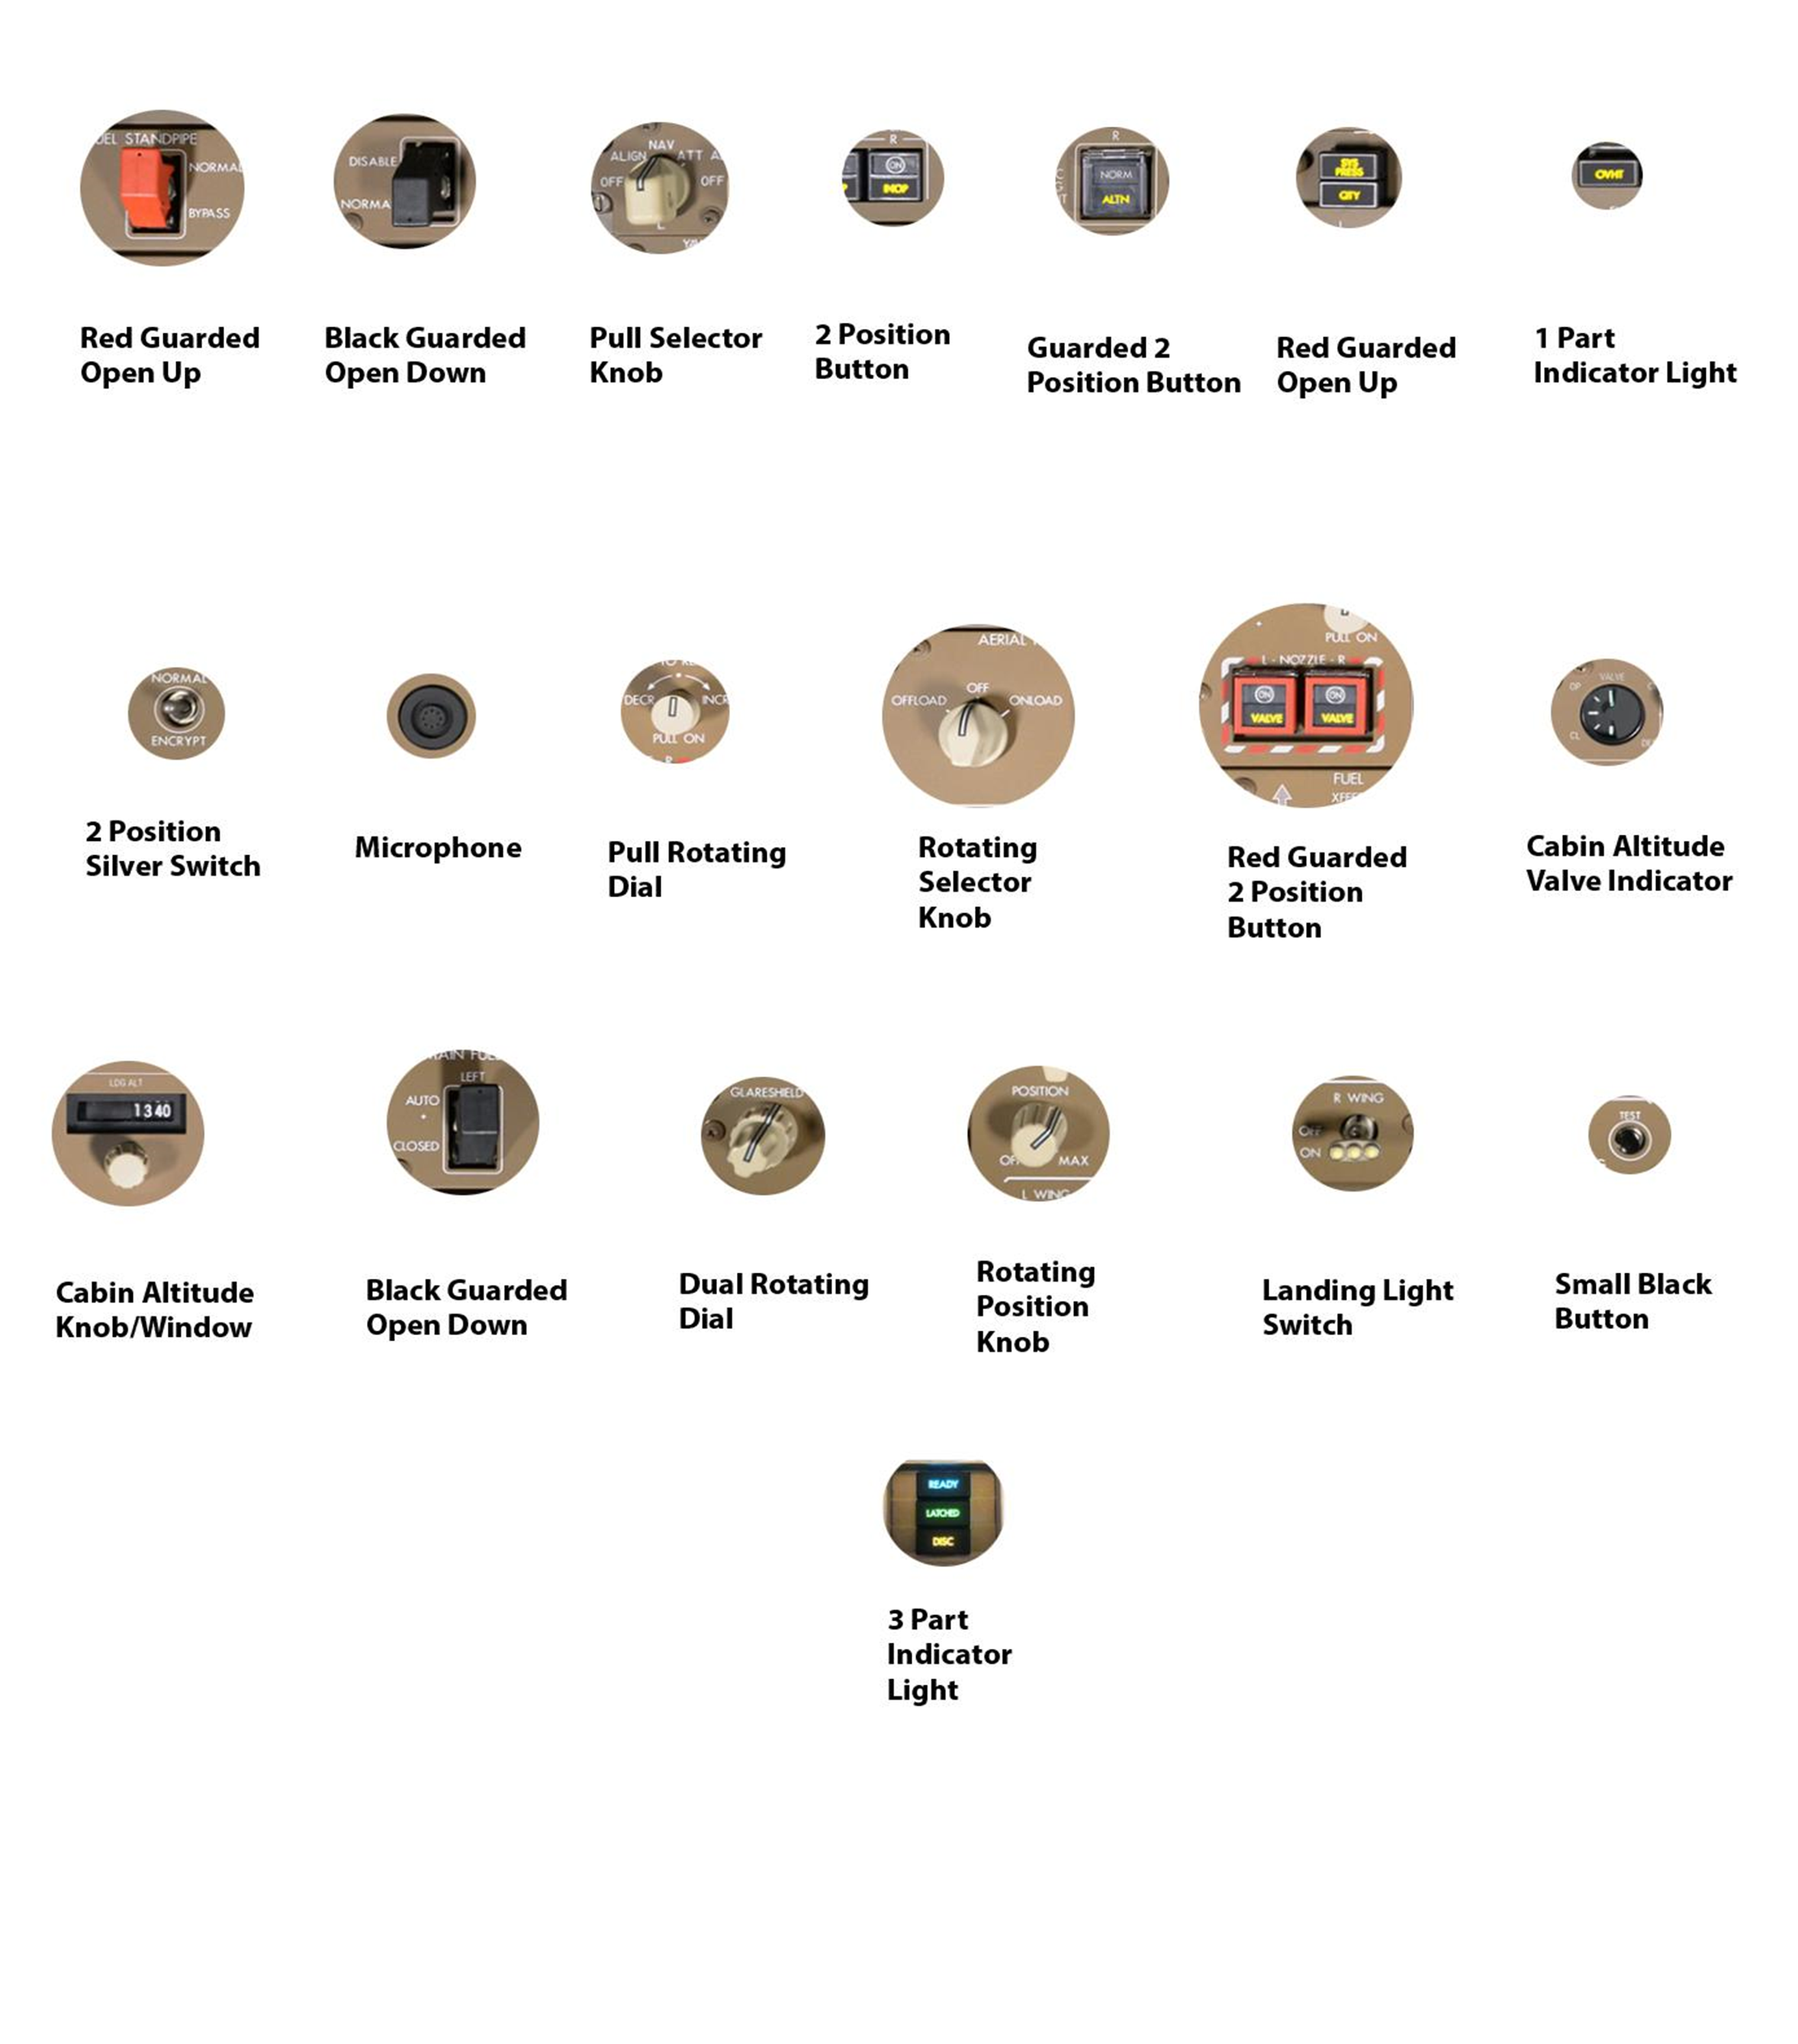 STANDPIPE
NORMAL
BYPASS
Red Guarded
Open Up
DISABLE
NORMA
Black Guarded
Open Down
NAV
ALIGN
ATT
OFF
OFF
L
Pull Selector
Knob
R
ON
INOP
2 Position
Button
R
NORM
ALTN
Guarded 2
Position Button
SYS
PRESS
QTY
Red Guarded
Open Up
OVHT
1 Part
Indicator Light
NORMAL
ENCRYPT
2 Position
Silver Switch
Microphone
DECR
INCR
PULL ON
R
Pull Rotating
Dial
AERIAL
OFF
OFFLOAD
ONLOAD
Rotating
Selector
Knob
PULL ON
L - NOZZLE - R
ON ON
VALVE VALVE
FUEL
Red Guarded
2 Position
Button
VALVE
OP
CL
Cabin Altitude
Valve Indicator
LDG ALT
1340
Cabin Altitude
Knob/Window
LEFT
AUTO
CLOSED
Black Guarded
Open Down
GLARESHIELD
Dual Rotating
Dial
POSITION
MAX
L WING
Rotating
Position
Knob
R WING
OFF
ON
Landing Light
Switch
TEST
Small Black
Button
READY
LATCHED
DISC
3 Part
Indicator
Light